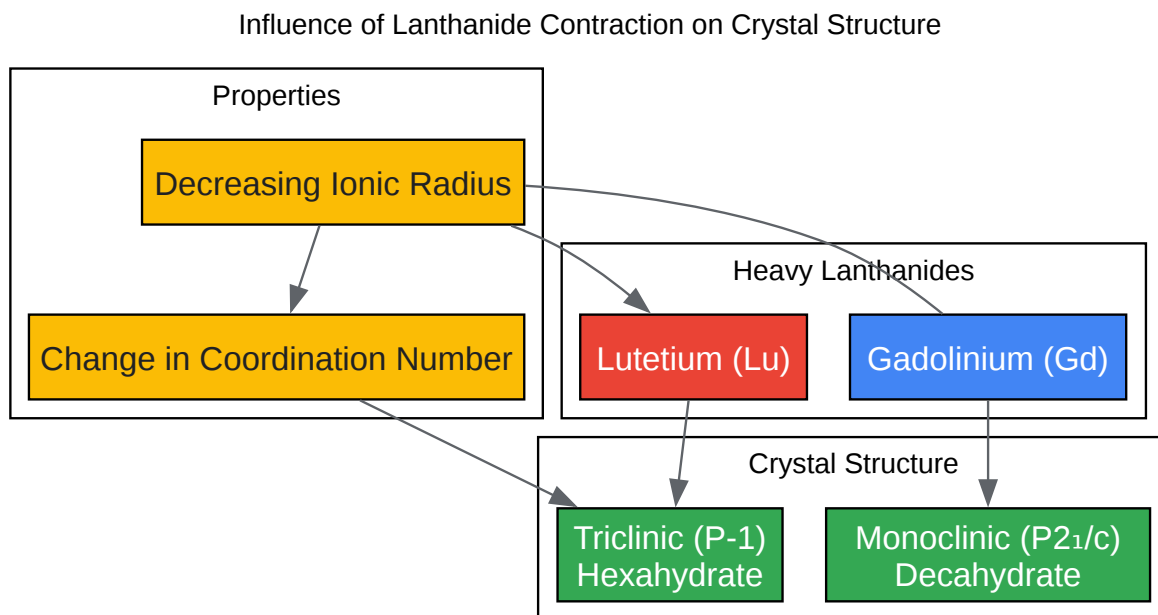 Influence of Lanthanide Contraction on Crystal Structure
Properties
Decreasing Ionic Radius
Change in Coordination Number
Heavy Lanthanides
Lutetium (Lu)
Gadolinium (Gd)
Crystal Structure
Triclinic (P-1)
Hexahydrate
Monoclinic (P2₁/c)
Decahydrate